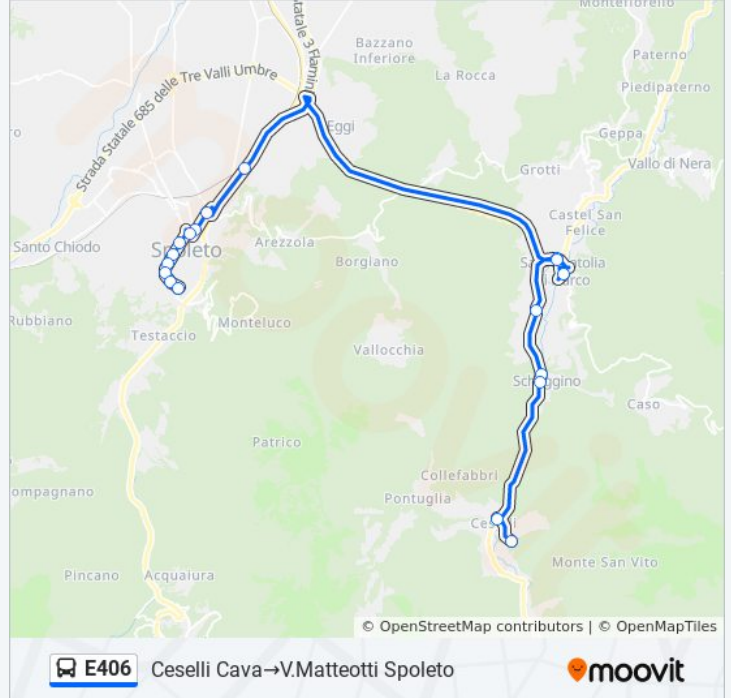 Montefiorello
Statale 3 Flamin
Bazzano
Inferiore
Strada Statale 685 delle Tre Valli Umbre
La Rocca
Paterno
Piedipaterno
Eggi
Geppa
Grotti
Vallo di Nera
Castel San
Felice
Santo Chiodo
Spoleto
Arezzola
Borgiano
Rubbiano
Testaccio
Monteluco
Vallocchia
Scheggino
Caso
Patrico
Collefabbri
ompagnano
Pontuglia
Monte San Vito
Pincano
Acquaiura
© OpenStreetMap contributors | © OpenMapTiles
E406 Ceselli Cava→V.Matteotti Spoleto
moovit